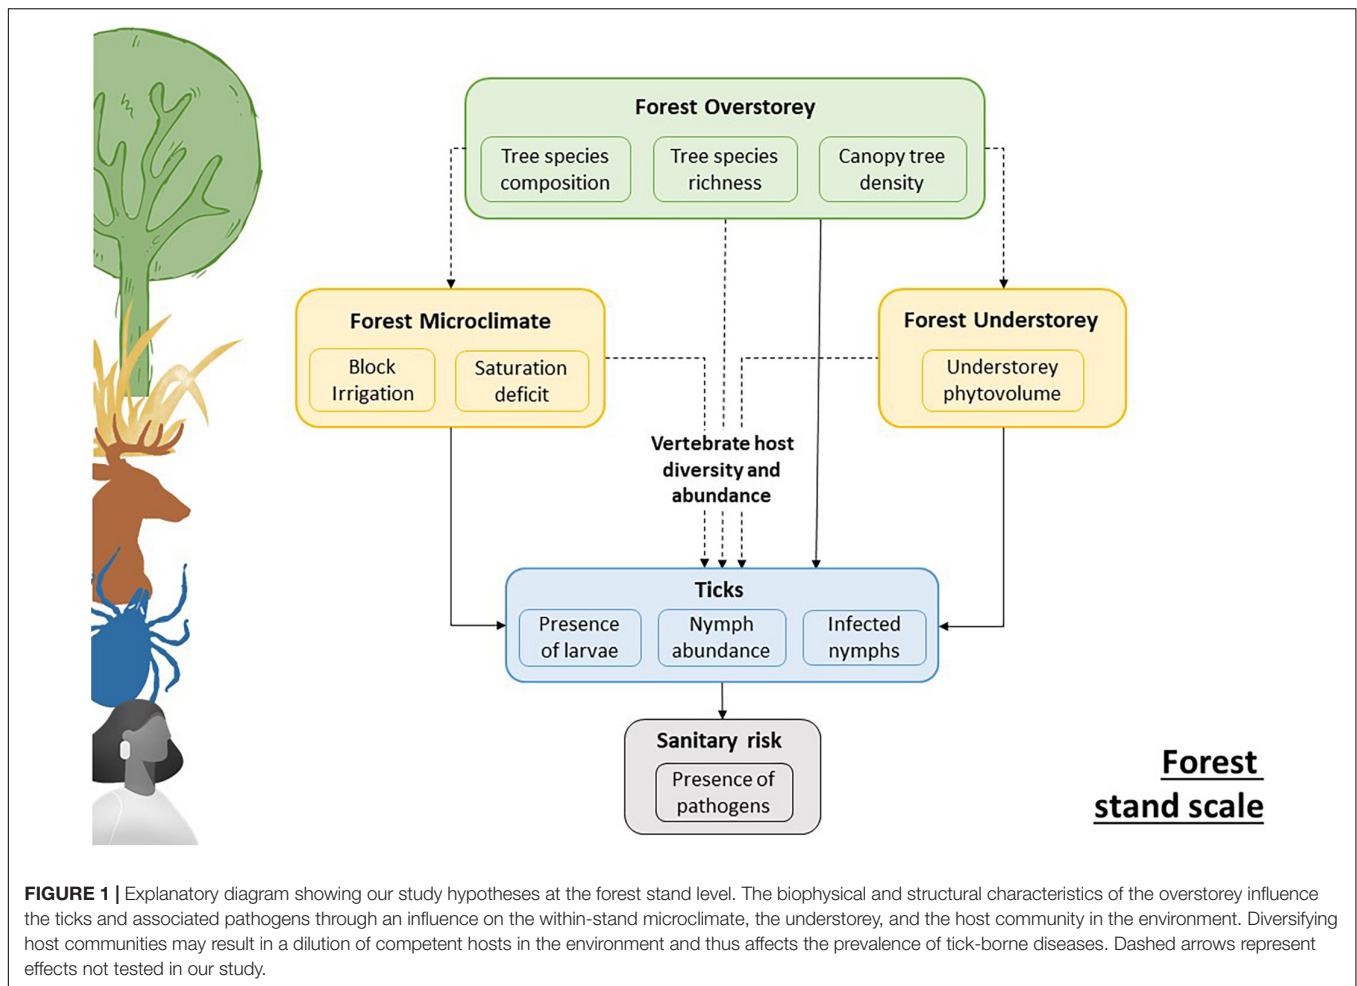 Forest Overstorey
Tree species
composition
Tree species
richness
Canopy tree
density
Forest Microclimate
Block
Irrigation
Saturation
deficit
Forest Understorey
Understorey
phytovolume
Vertebrate host
diversity and
abundance
Ticks
Presence
of larvae
Nymph
abundance
Infected
nymphs
Sanitary risk
Presence of
pathogens
Forest
stand scale
FIGURE 1 | Explanatory diagram showing our study hypotheses at the forest stand level. The biophysical and structural characteristics of the overstorey influence
the ticks and associated pathogens through an influence on the within-stand microclimate, the understorey, and the host community in the environment. Diversifying
host communities may result in a dilution of competent hosts in the environment and thus affects the prevalence of tick-borne diseases. Dashed arrows represent
effects not tested in our study.